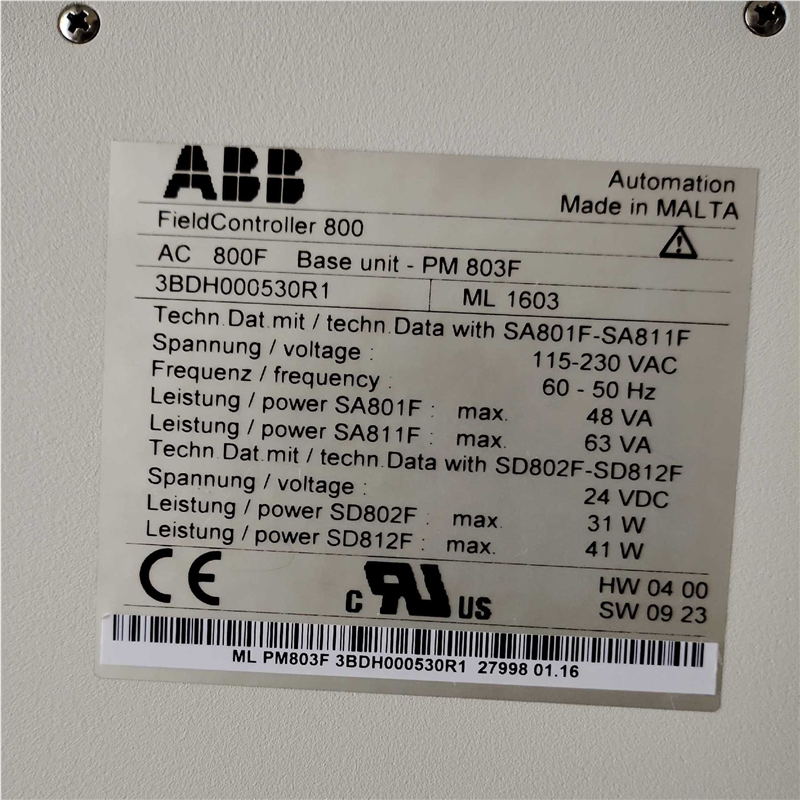 ABB
Automation
Made in MALTA
FieldController 800
AC 800F Base unit - PM 803F
3BDH000530R1 ML 1603
Techn.Dat.mit / techn.Data with SA801F-SA811F
Spannung / voltage : 115-230 VAC
Frequenz / frequency : 60 - 50 Hz
Leistung / power SA801F : max. 48 VA
Leistung / power SA811F : max. 63 VA
Techn.Dat.mit / techn.Data with SD802F-SD812F
Spannung / voltage : 24 VDC
Leistung / power SD802F : max. 31 W
Leistung / power SD812F : max. 41 W
CE c RU US HW 04 00
SW 09 23
ML PM803F 3BDH000530R1 27998 01.16